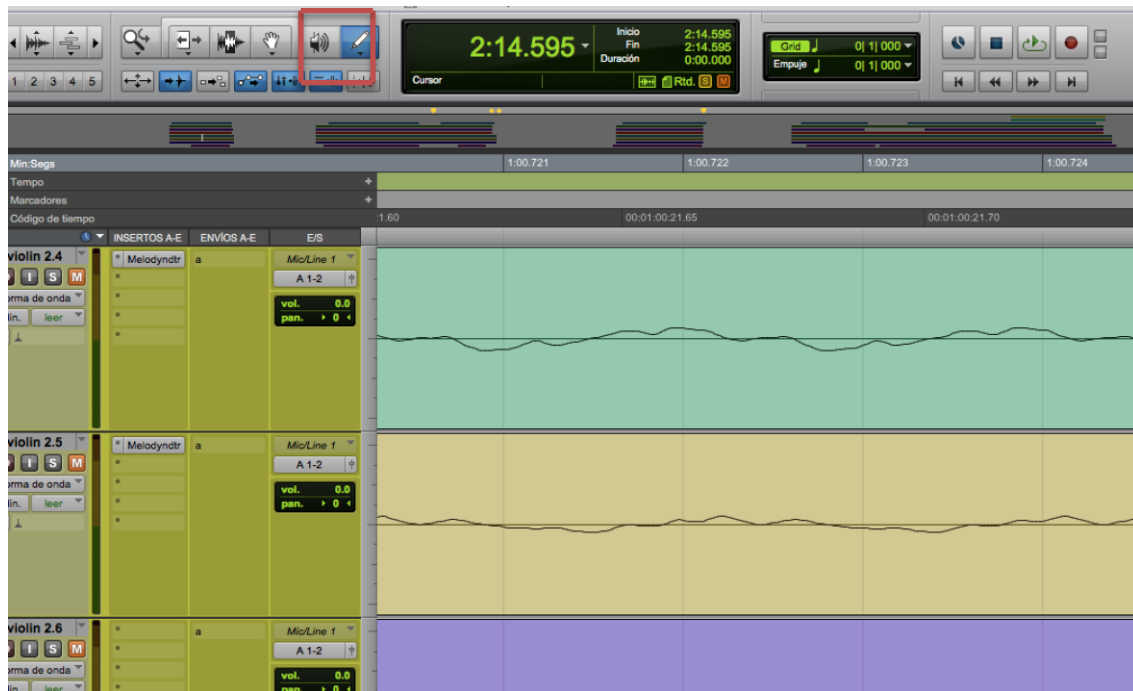 Inicio 2:14.595
2:14.595
Fin 2:14.595
Duración 0:00.000
Cursor
Rtd. S M
Grid 0| 1| 000
Empuje 0| 1| 000
1 2 3 4 5
Min:Segs 1:00.721 1:00.722 1:00.723 1:00.724
Tempo
Marcadores
Código de tiempo :1.60 00:01:00:21.65 00:01:00:21.70
INSERTOS A-E ENVÍOS A-E E/S
violin 2.4 Melodyndtr a Mic/Line 1
I S M A 1-2
orma de onda vol. 0.0
lin. leer pan. 0
violin 2.5 Melodyndtr a Mic/Line 1
I S M A 1-2
orma de onda vol. 0.0
lin. leer pan. 0
violin 2.6 a Mic/Line 1
I S M A 1-2
orma de onda vol. 0.0
lin. leer pan. 0